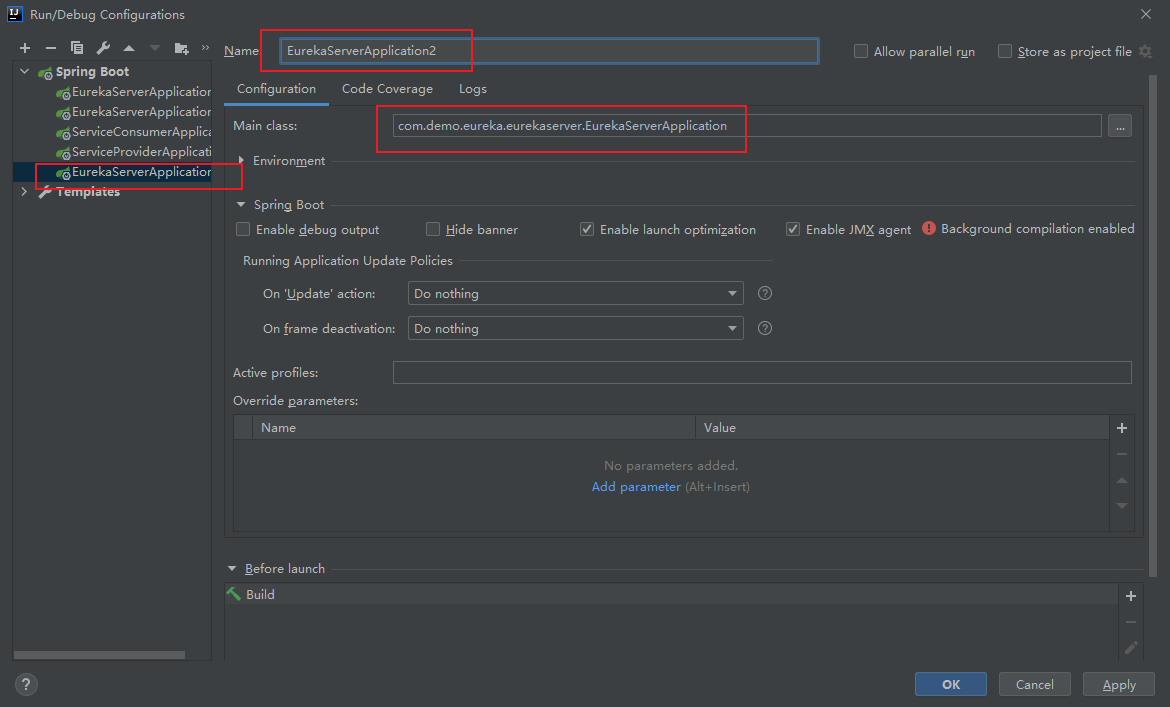 Run/Debug Configurations
Name:
EurekaServerApplication2
Allow parallel run
Store as project file
Spring Boot
EurekaServerApplication
EurekaServerApplication
ServiceConsumerApplica
ServiceProviderApplicati
EurekaServerApplication
Templates
Configuration
Code Coverage
Logs
Main class:
com.demo.eureka.eurekaserver.EurekaServerApplication
...
Environment
Spring Boot
Enable debug output
Hide banner
Enable launch optimization
Enable JMX agent
Background compilation enabled
Running Application Update Policies
On 'Update' action:
Do nothing
On frame deactivation:
Do nothing
Active profiles:
Override parameters:
Name
Value
No parameters added.
Add parameter (Alt+Insert)
Before launch
Build
OK
Cancel
Apply